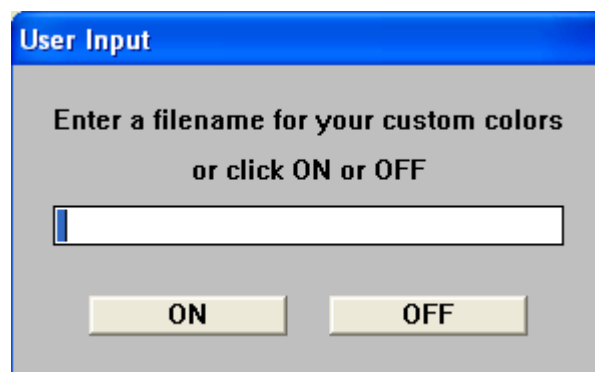 User Input
Enter a filename for your custom colors
or click ON or OFF
ON OFF